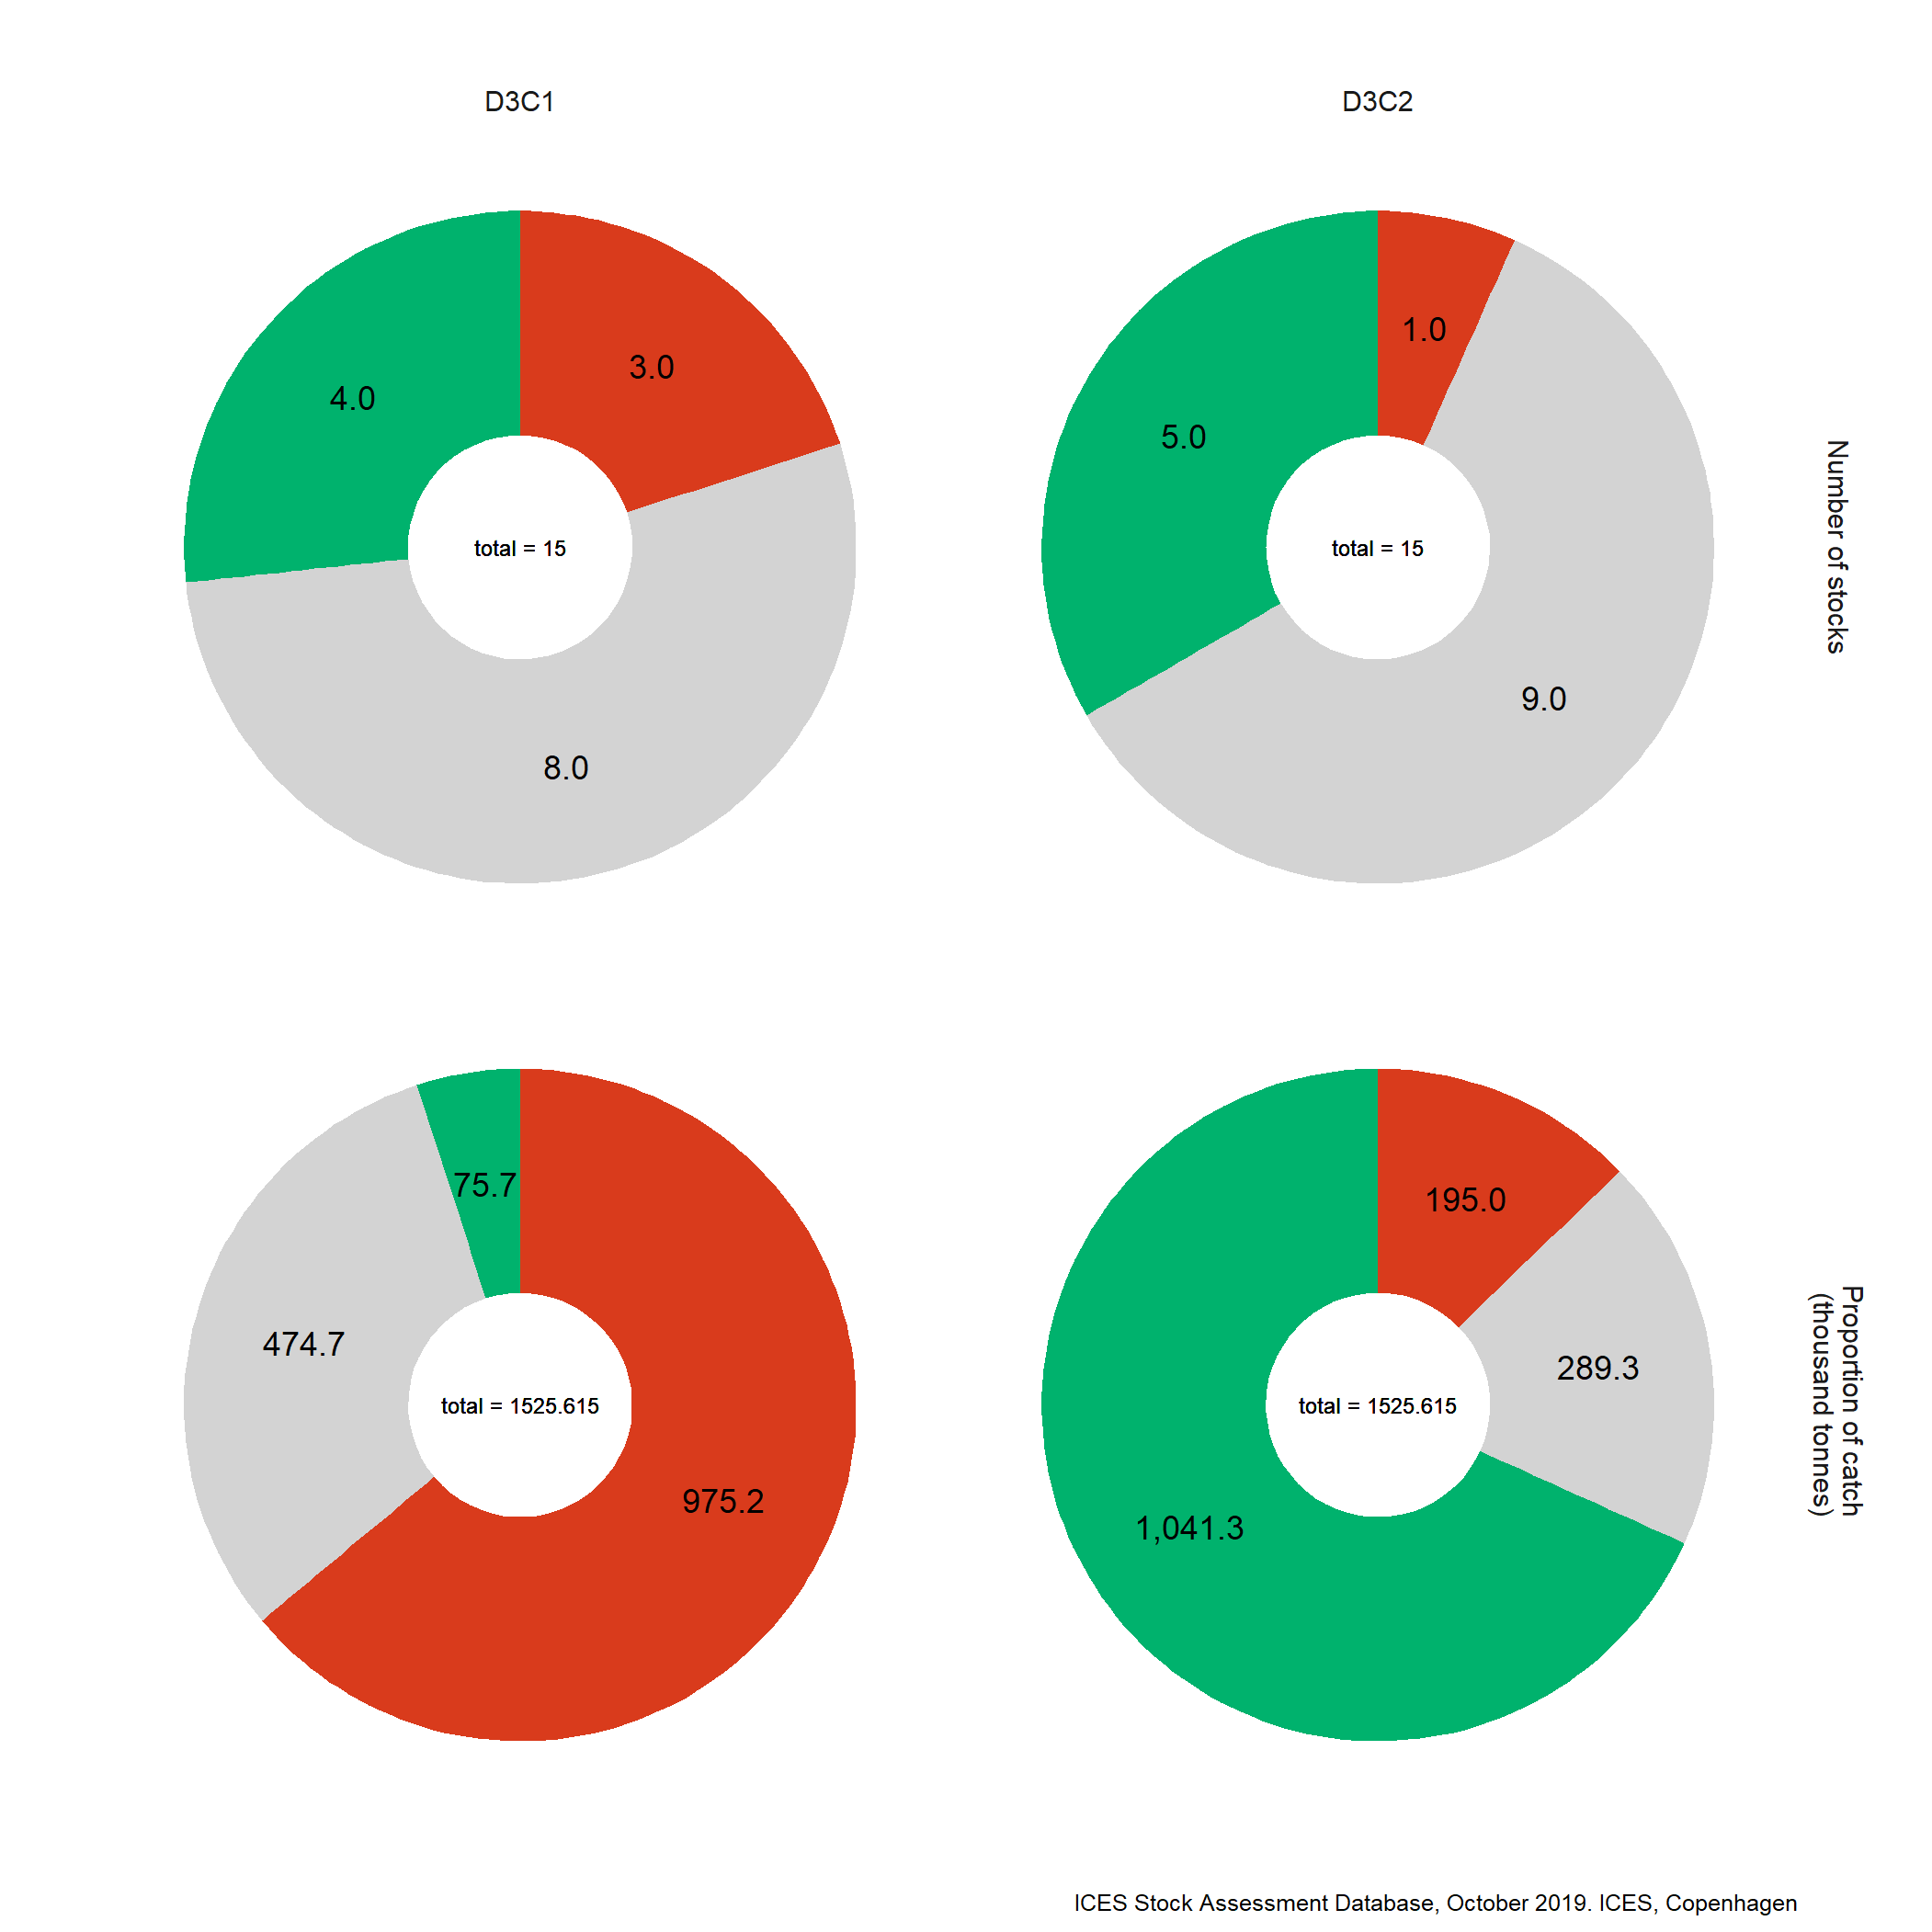 D3C1
D3C2
4.0
3.0
total = 15
8.0
1.0
5.0
total = 15
9.0
Number of stocks
75.7
474.7
total = 1525.615
975.2
195.0
289.3
total = 1525.615
1,041.3
Proportion of catch
(thousand tonnes)
ICES Stock Assessment Database, October 2019. ICES, Copenhagen